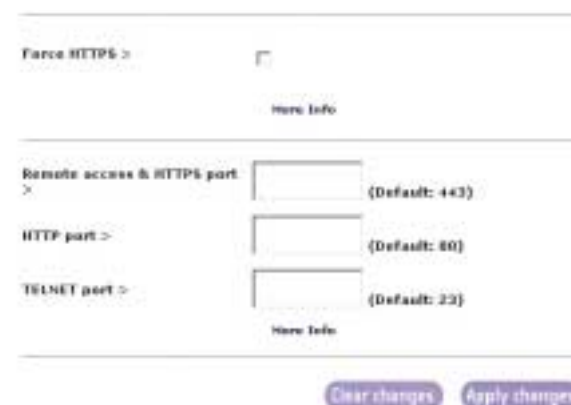 Force HTTPS >
More Info
Remote access & HTTPS port
>
(Default: 443)
HTTP port >
(Default: 80)
TELNET port >
(Default: 23)
More Info
Clear changes
Apply changes